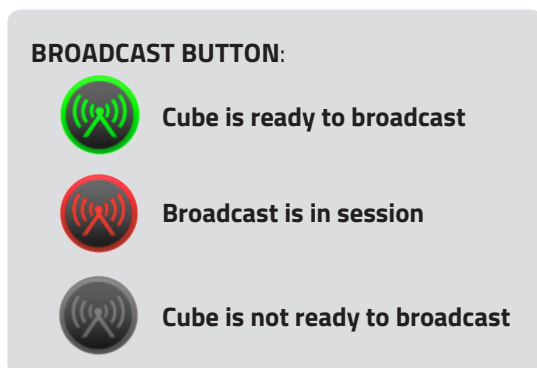 BROADCAST BUTTON:
Cube is ready to broadcast
Broadcast is in session
Cube is not ready to broadcast